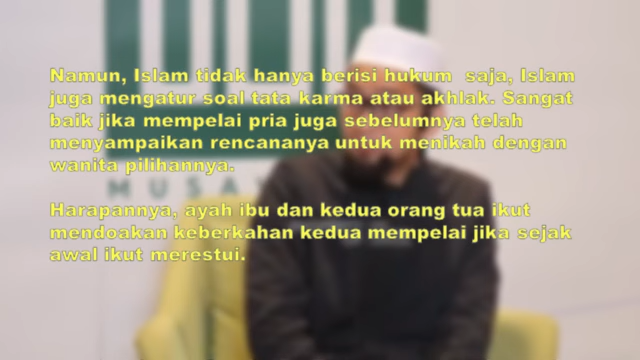 Namun, Islam tidak hanya berisi hukum  saja, Islam
juga mengatur soal tata karma atau akhlak. Sangat
baik jika mempelai pria juga sebelumnya telah
menyampaikan rencananya untuk menikah dengan
wanita pilihannya.
Harapannya, ayah ibu dan kedua orang tua ikut
mendoakan keberkahan kedua mempelai jika sejak
awal ikut merestui.